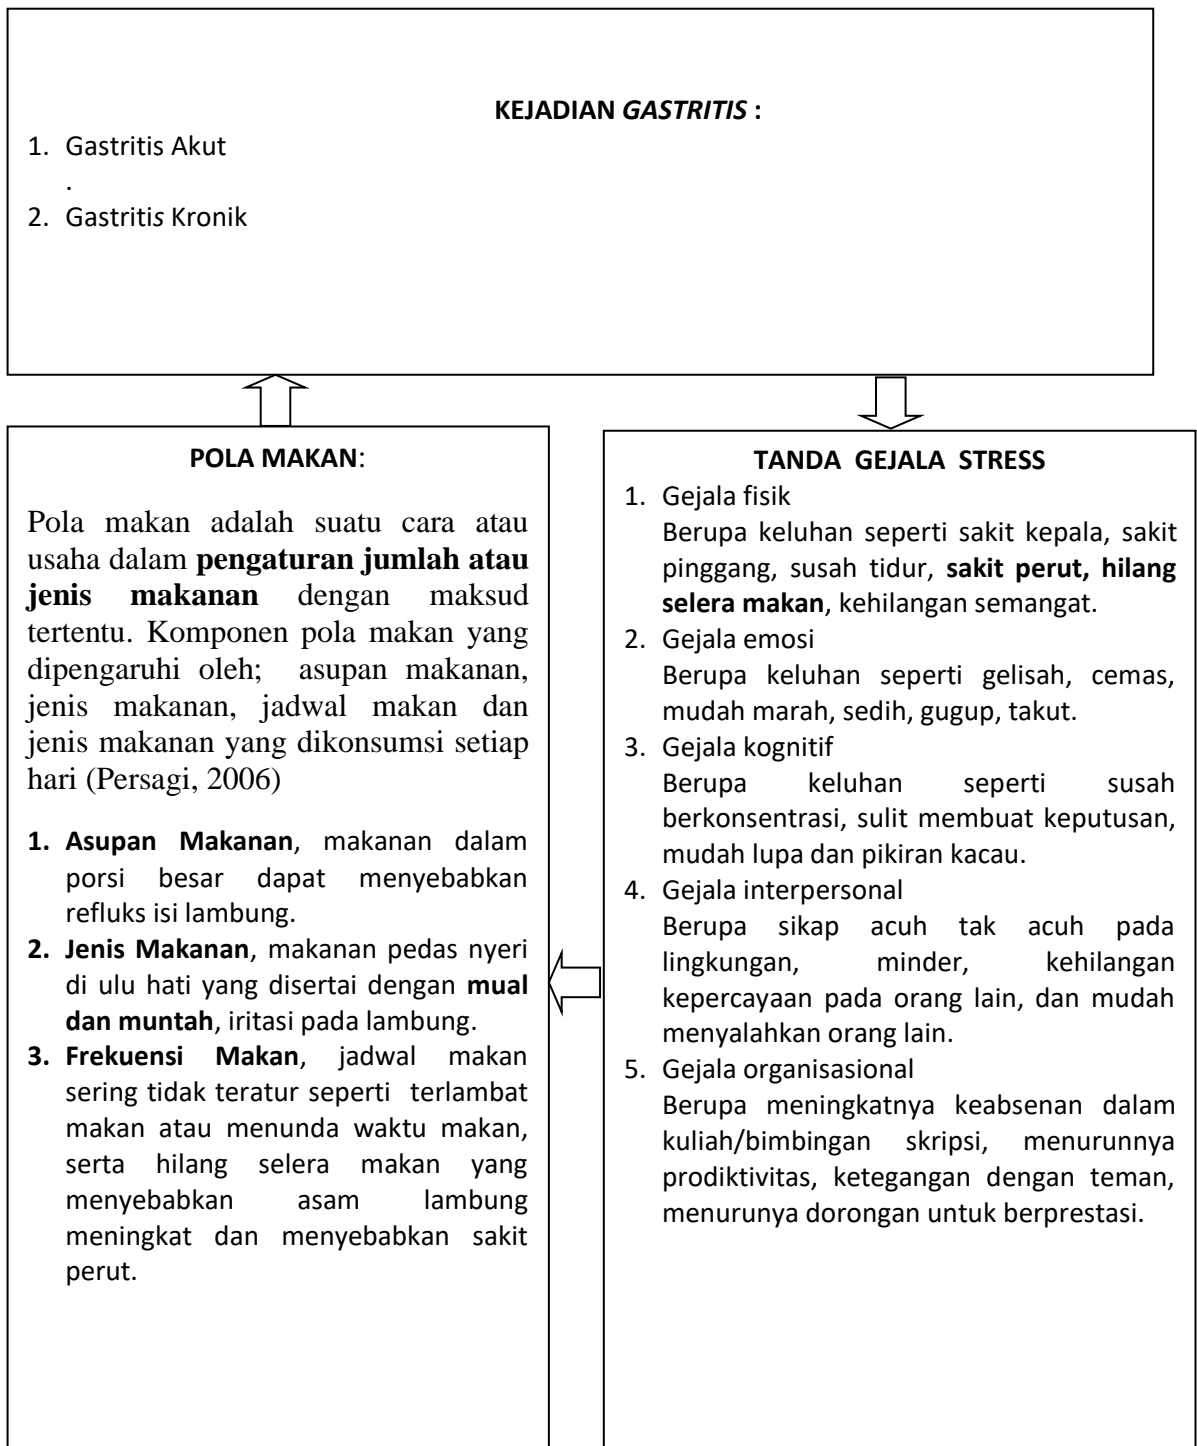 KEJADIAN GASTRITIS :
1. Gastritis Akut
.
2. Gastritis Kronik
POLA MAKAN:
Pola makan adalah suatu cara atau
usaha dalam pengaturan jumlah atau
jenis makanan dengan maksud
tertentu. Komponen pola makan yang
dipengaruhi oleh; asupan makanan,
jenis makanan, jadwal makan dan
jenis makanan yang dikonsumsi setiap
hari (Persagi, 2006)
1. Asupan Makanan, makanan dalam
porsi besar dapat menyebabkan
refluks isi lambung.
2. Jenis Makanan, makanan pedas nyeri
di ulu hati yang disertai dengan mual
dan muntah, iritasi pada lambung.
3. Frekuensi Makan, jadwal makan
sering tidak teratur seperti terlambat
makan atau menunda waktu makan,
serta hilang selera makan yang
menyebabkan asam lambung
meningkat dan menyebabkan sakit
perut.
TANDA GEJALA STRESS
1. Gejala fisik
Berupa keluhan seperti sakit kepala, sakit
pinggang, susah tidur, sakit perut, hilang
selera makan, kehilangan semangat.
2. Gejala emosi
Berupa keluhan seperti gelisah, cemas,
mudah marah, sedih, gugup, takut.
3. Gejala kognitif
Berupa keluhan seperti susah
berkonsentrasi, sulit membuat keputusan,
mudah lupa dan pikiran kacau.
4. Gejala interpersonal
Berupa sikap acuh tak acuh pada
lingkungan, minder, kehilangan
kepercayaan pada orang lain, dan mudah
menyalahkan orang lain.
5. Gejala organisasional
Berupa meningkatnya keabsenan dalam
kuliah/bimbingan skripsi, menurunnya
prodiktivitas, ketegangan dengan teman,
menurunya dorongan untuk berprestasi.